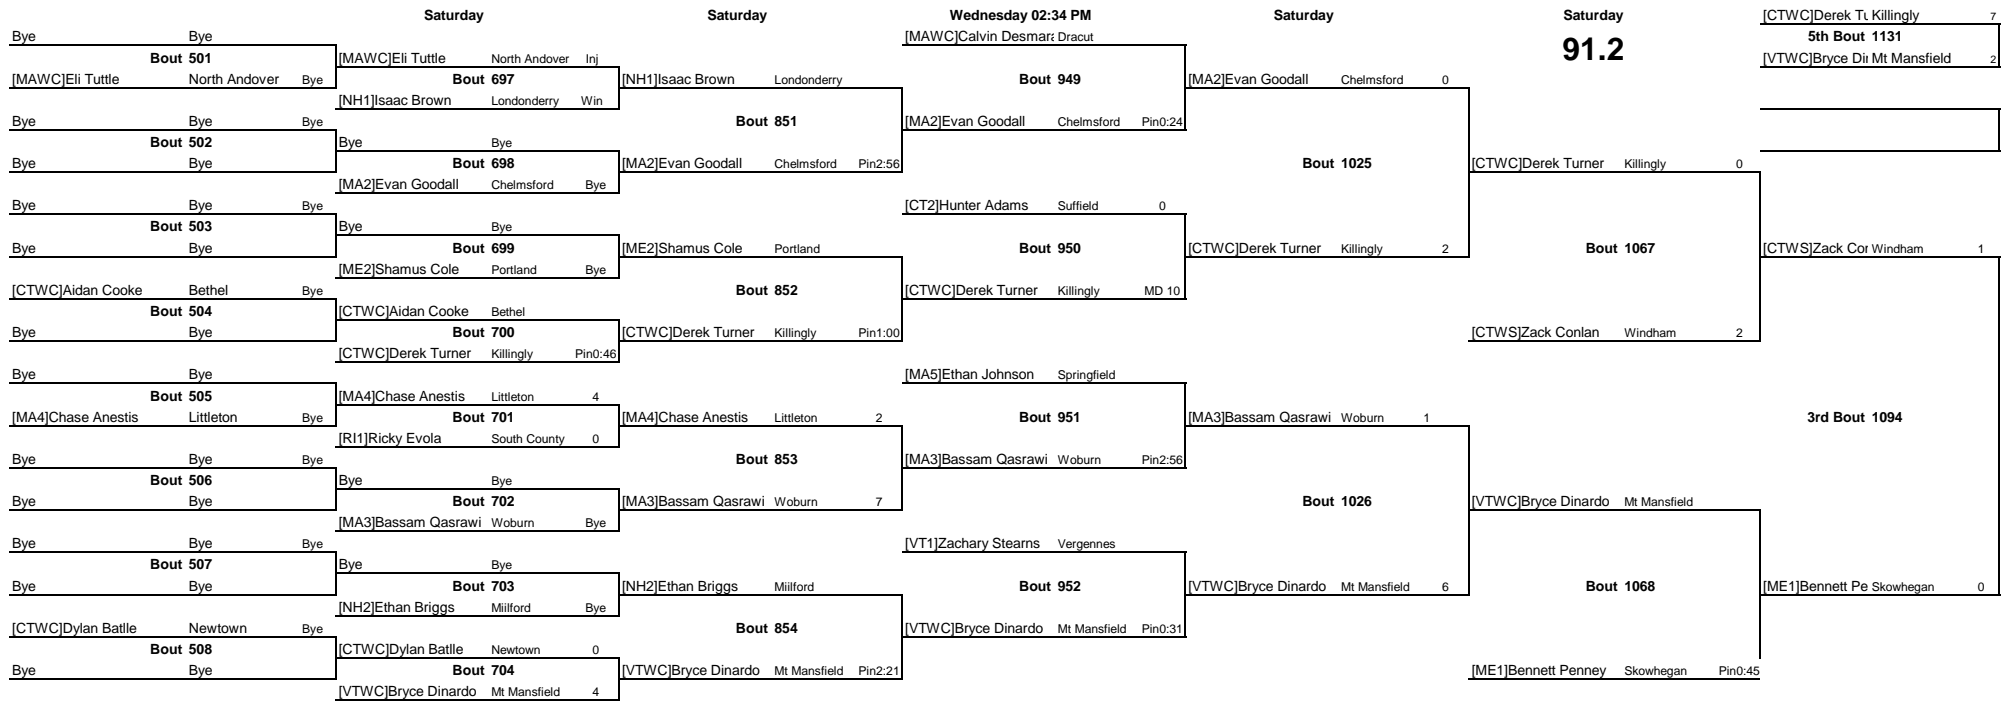 Saturday Saturday Wednesday 02:34 PM Saturday Saturday [CTWC]Derek Tu Killingly 7
Bye Bye [MAWC]Calvin Desmara Dracut 91.2 5th Bout 1131
Bout 501 [MAWC]Eli Tuttle North Andover Inj [VTWC]Bryce Din Mt Mansfield 2
[MAWC]Eli Tuttle North Andover Bye Bout 697 [NH1]Isaac Brown Londonderry Bout 949 [MA2]Evan Goodall Chelmsford 0
[NH1]Isaac Brown Londonderry Win
Bye Bye Bye Bout 851 [MA2]Evan Goodall Chelmsford Pin0:24
Bout 502 Bye Bye
Bye Bye Bout 698 [MA2]Evan Goodall Chelmsford Pin2:56 Bout 1025 [CTWC]Derek Turner Killingly 0
[MA2]Evan Goodall Chelmsford Bye
Bye Bye Bye [CT2]Hunter Adams Suffield 0
Bout 503 Bye Bye
Bye Bye Bout 699 [ME2]Shamus Cole Portland Bout 950 [CTWC]Derek Turner Killingly 2 Bout 1067 [CTWS]Zack Con Windham 1
[ME2]Shamus Cole Portland Bye
[CTWC]Aidan Cooke Bethel Bye Bout 852 [CTWC]Derek Turner Killingly MD 10
Bout 504 [CTWC]Aidan Cooke Bethel
Bye Bye Bout 700 [CTWC]Derek Turner Killingly Pin1:00 [CTWS]Zack Conlan Windham 2
[CTWC]Derek Turner Killingly Pin0:46
Bye Bye [MA5]Ethan Johnson Springfield
Bout 505 [MA4]Chase Anestis Littleton 4
[MA4]Chase Anestis Littleton Bye Bout 701 [MA4]Chase Anestis Littleton 2 Bout 951 [MA3]Bassam Qasrawi Woburn 1 3rd Bout 1094
[RI1]Ricky Evola South County 0
Bye Bye Bye Bout 853 [MA3]Bassam Qasrawi Woburn Pin2:56
Bout 506 Bye Bye
Bye Bye Bout 702 [MA3]Bassam Qasrawi Woburn 7 Bout 1026 [VTWC]Bryce Dinardo Mt Mansfield
[MA3]Bassam Qasrawi Woburn Bye
Bye Bye Bye [VT1]Zachary Stearns Vergennes
Bout 507 Bye Bye
Bye Bye Bout 703 [NH2]Ethan Briggs Miilford Bout 952 [VTWC]Bryce Dinardo Mt Mansfield 6 Bout 1068 [ME1]Bennett Pe Skowhegan 0
[NH2]Ethan Briggs Miilford Bye
[CTWC]Dylan Batlle Newtown Bye Bout 854 [VTWC]Bryce Dinardo Mt Mansfield Pin0:31
Bout 508 [CTWC]Dylan Batlle Newtown 0
Bye Bye Bout 704 [VTWC]Bryce Dinardo Mt Mansfield Pin2:21 [ME1]Bennett Penney Skowhegan Pin0:45
[VTWC]Bryce Dinardo Mt Mansfield 4